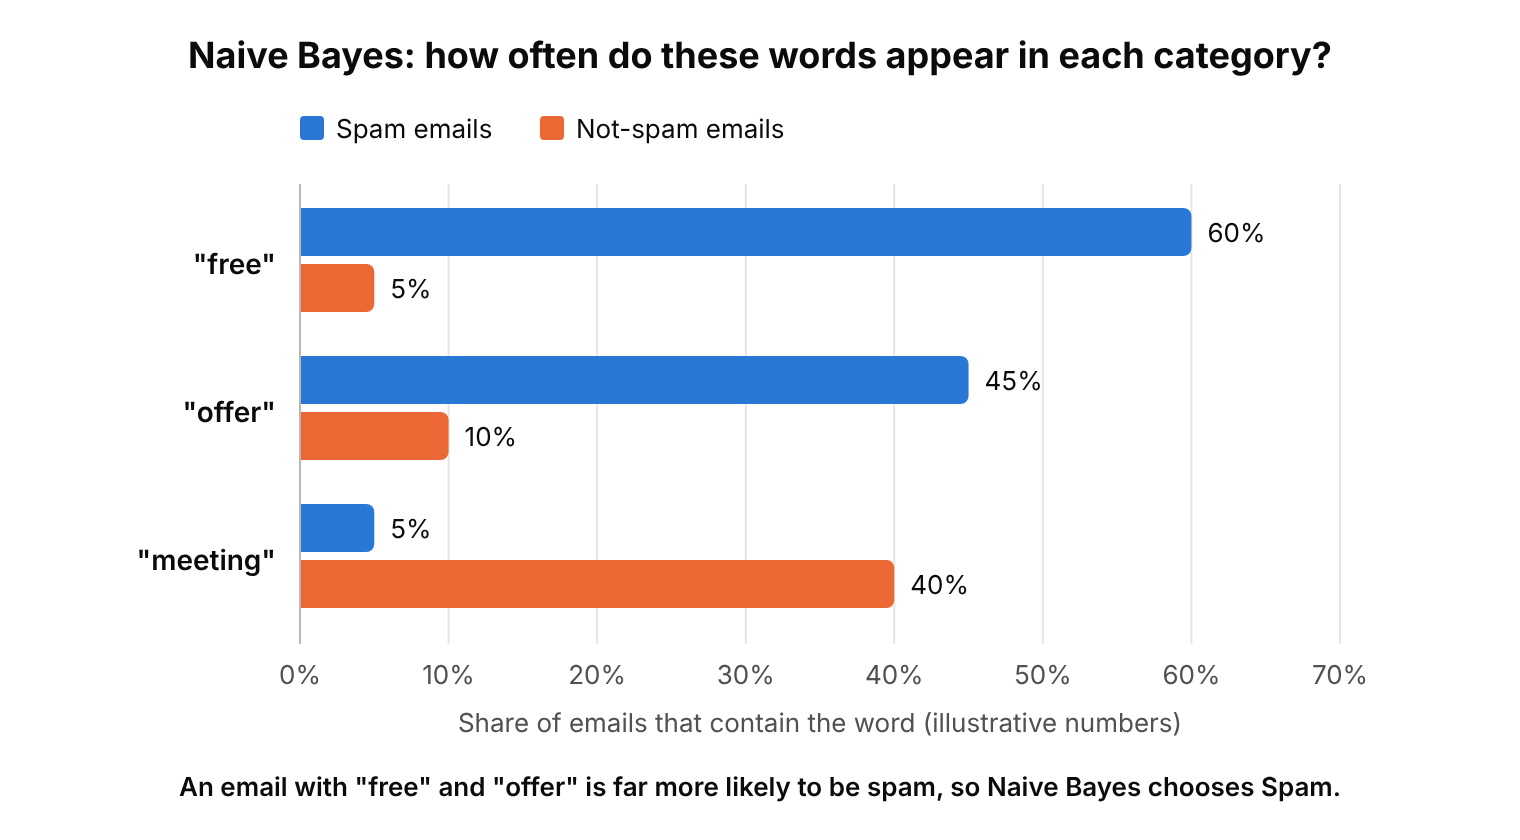 Naive Bayes: how often do these words appear in each category?
Spam emails
Not-spam emails
"free"
60%
5%
"offer"
45%
10%
"meeting"
5%
40%
0% 10% 20% 30% 40% 50% 60% 70%
Share of emails that contain the word (illustrative numbers)
An email with "free" and "offer" is far more likely to be spam, so Naive Bayes chooses Spam.